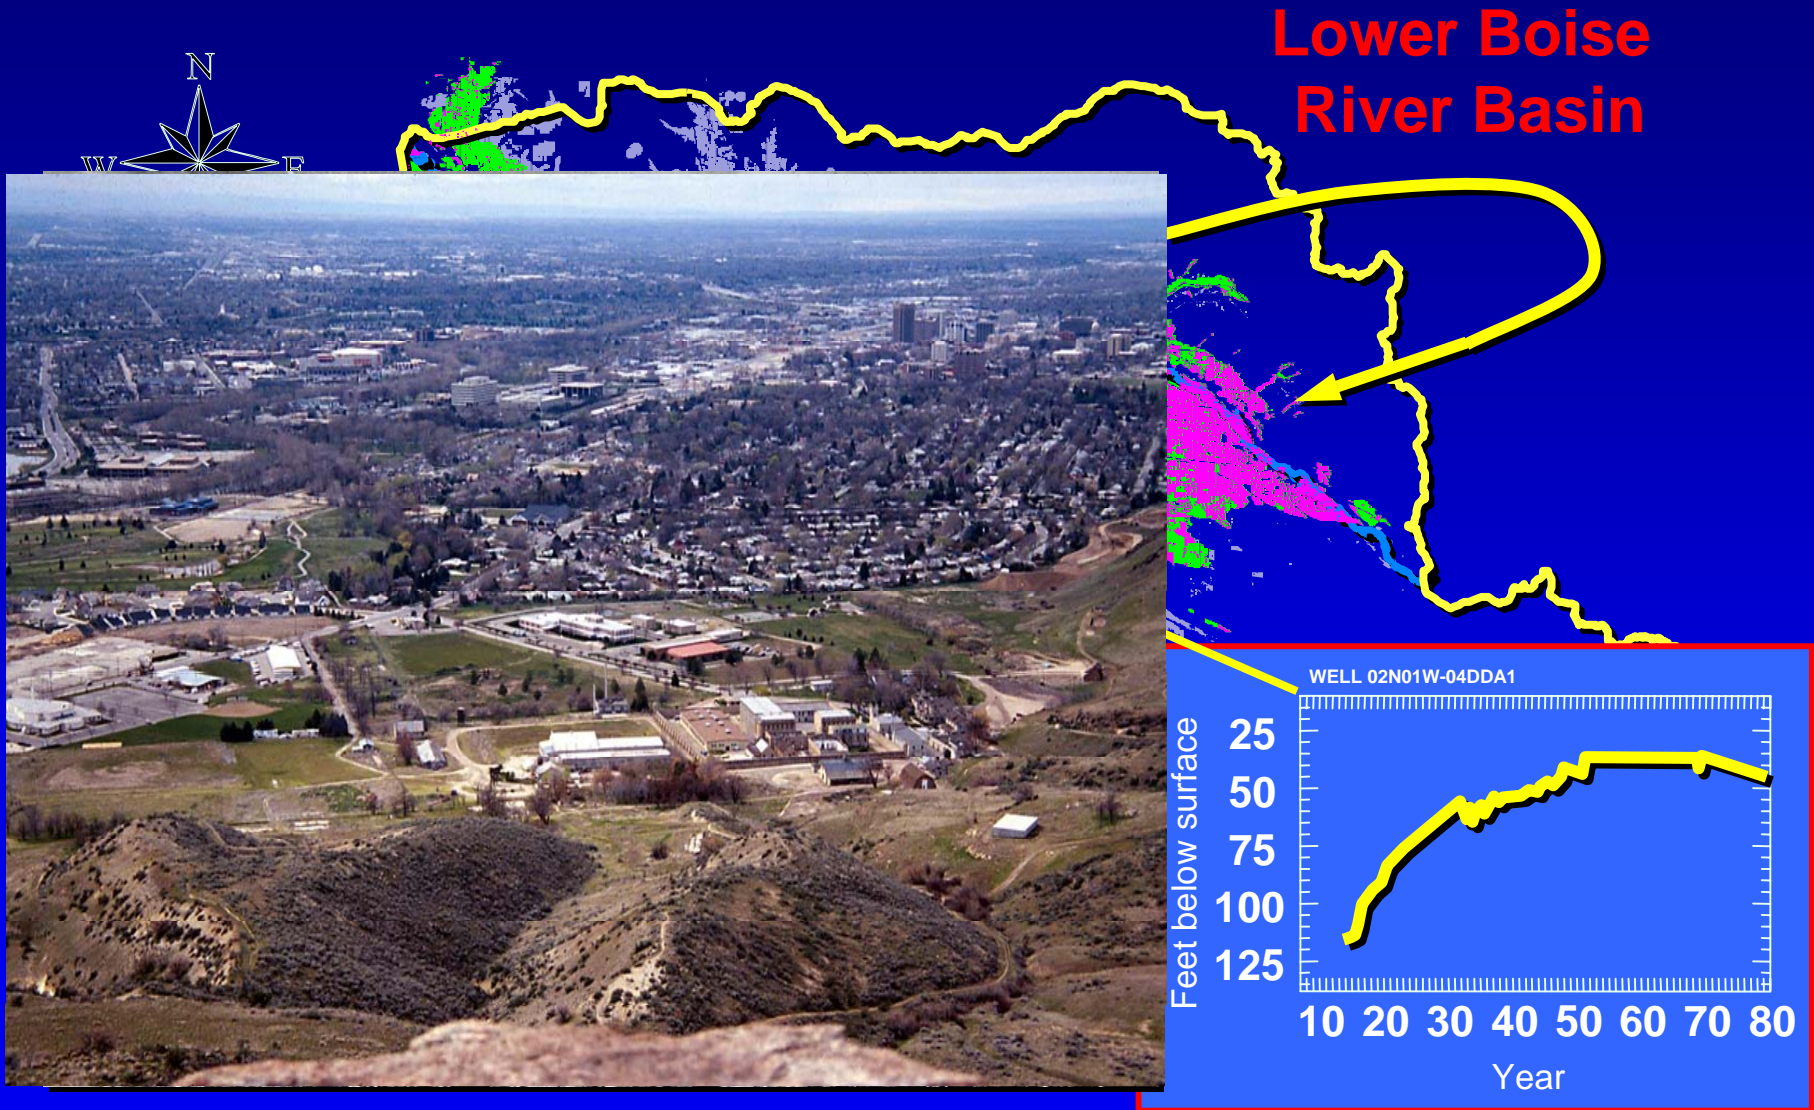 Lower Boise
River Basin
N
W
E
WELL 02N01W-04DDA1
Feet below surface
25
50
75
100
125
10 20 30 40 50 60 70 80
Year